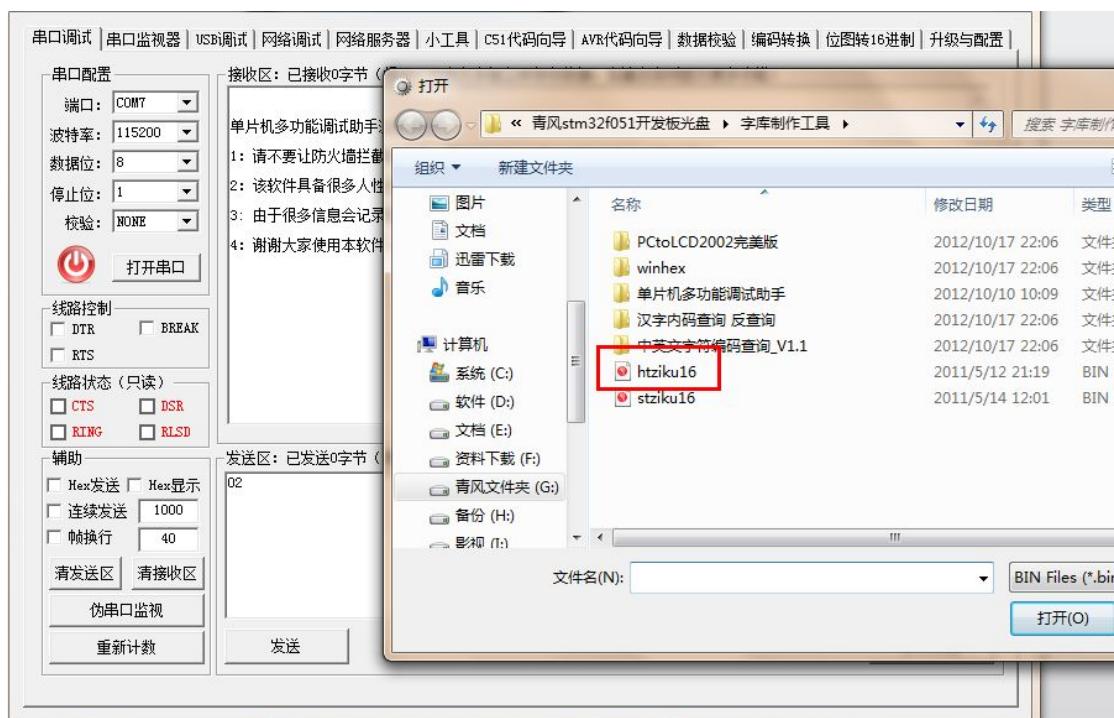 串口调试 串口监视器 USB调试 网络调试 网络服务器 小工具 C51代码向导 AVR代码向导 数据校验 编码转换 位图转16进制 升级与配置
串口配置
端口: COM7
波特率: 115200
数据位: 8
停止位: 1
校验: NONE
打开串口
线路控制
DTR BREAK
RTS
线路状态（只读）
CTS DSR
RING RLSD
辅助
Hex发送 Hex显示
连续发送 1000
帧换行 40
清发送区 清接收区
伪串口监视
重新计数
接收区: 已接收0字节
单片机多功能调试助手
1: 请不要让防火墙拦截
2: 该软件具备很多人性
3: 由于很多信息会记录
4: 谢谢大家使用本软件
发送区: 已发送0字节
02
发送
打开
« 青风stm32f051开发板光盘 字库制作工具
搜索 字库制作
组织 新建文件夹
图片
文档
迅雷下载
音乐
计算机
系统 (C:)
软件 (D:)
文档 (E:)
资料下载 (F:)
青风文件夹 (G:)
备份 (H:)
影视 (I:)
名称 修改日期 类型
PCtoLCD2002完美版 2012/10/17 22:06 文件
winhex 2012/10/17 22:06 文件
单片机多功能调试助手 2012/10/10 10:09 文件
汉字内码查询 反查询 2012/10/17 22:06 文件
中英文字符编码查询_V1.1 2012/10/17 22:06 文件
htziku16 2011/5/12 21:19 BIN
stziku16 2011/5/14 12:01 BIN
文件名(N):
BIN Files (*.bin
打开(O)